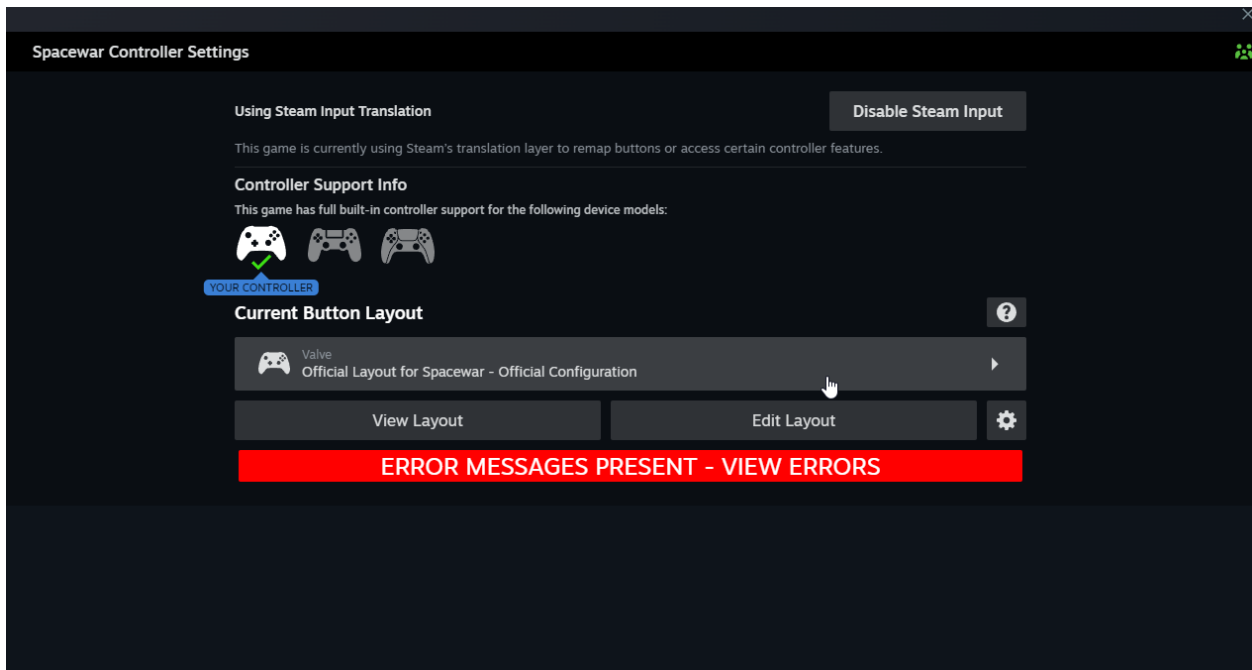 Spacewar Controller Settings
Using Steam Input Translation
Disable Steam Input
This game is currently using Steam's translation layer to remap buttons or access certain controller features.
Controller Support Info
This game has full built-in controller support for the following device models:
YOUR CONTROLLER
Current Button Layout
?
Valve
Official Layout for Spacewar - Official Configuration
View Layout
Edit Layout
ERROR MESSAGES PRESENT - VIEW ERRORS